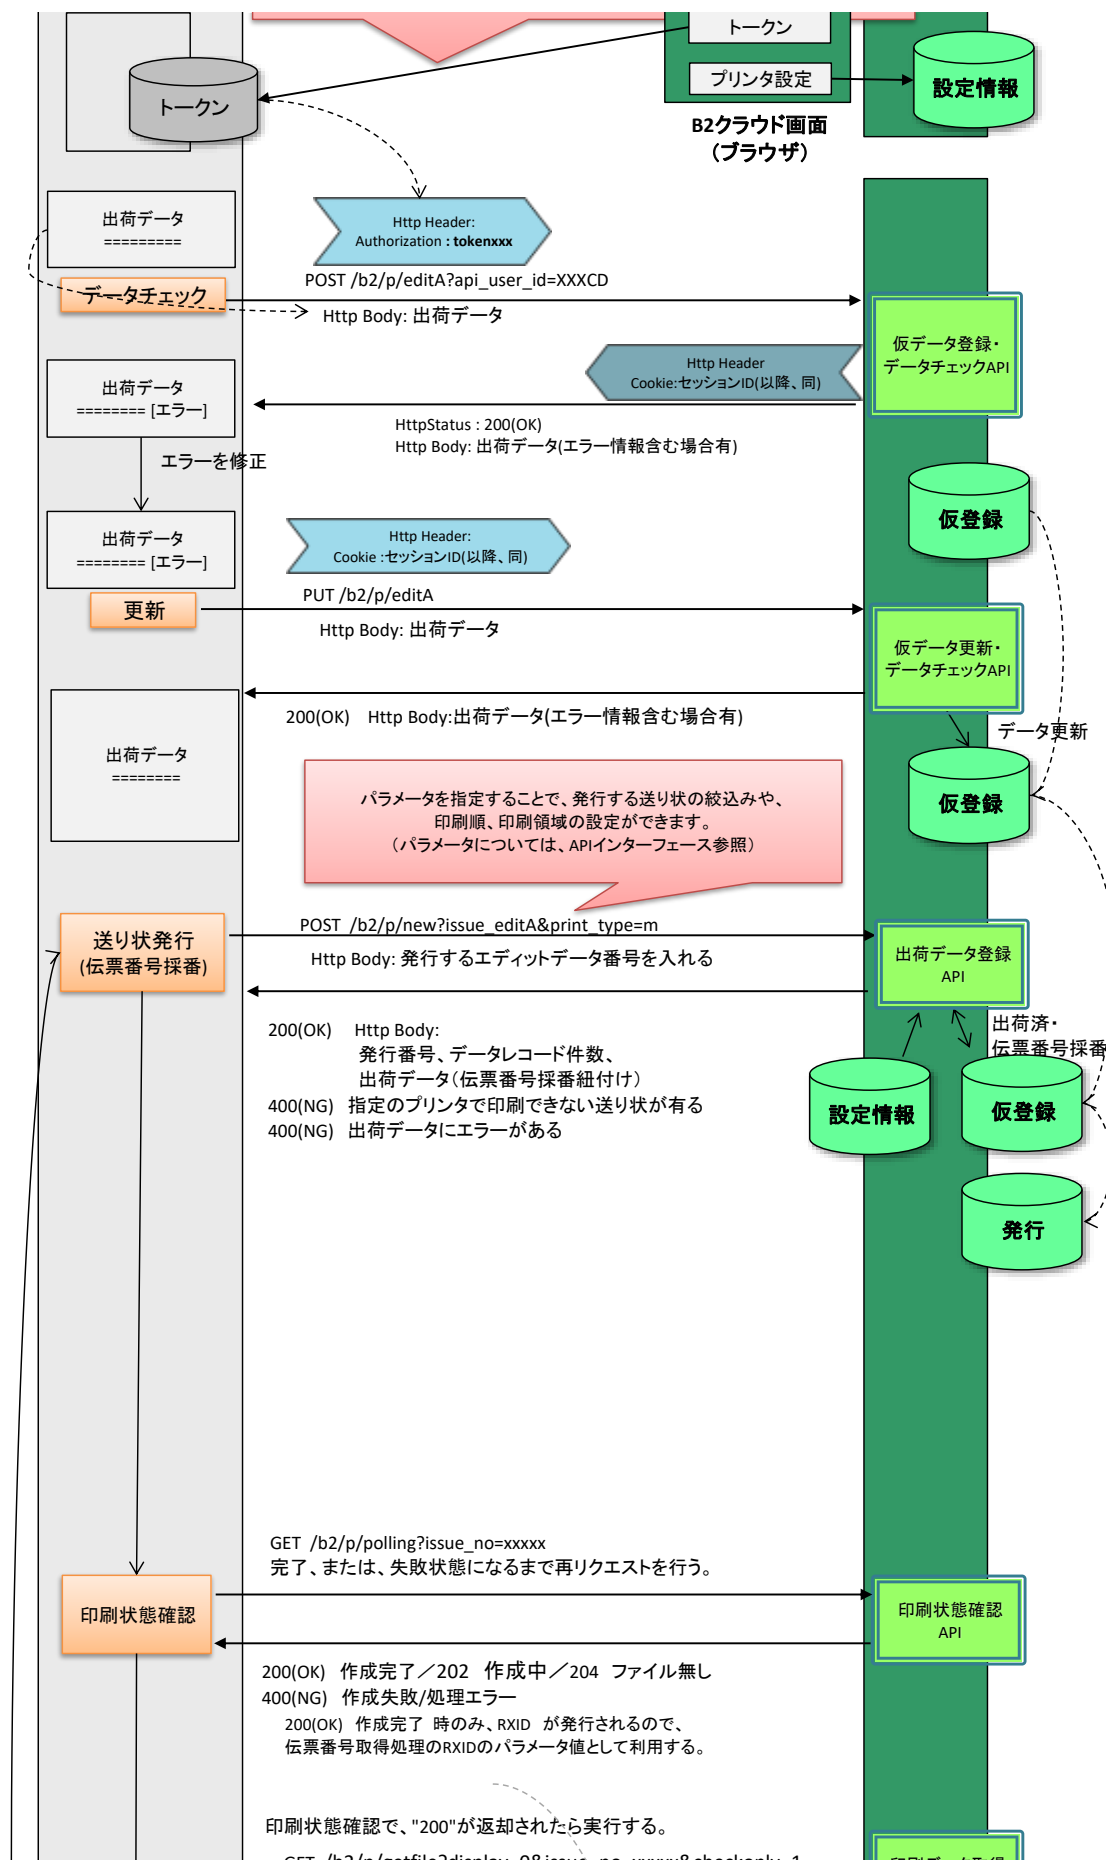 トークン
プリンタ設定
トークン
設定情報
B2クラウド画面
（ブラウザ）
出荷データ
=========
Http Header:
Authorization : tokenxxx
POST /b2/p/editA?api_user_id=XXXCD
データチェック
Http Body: 出荷データ
仮データ登録・
データチェックAPI
Http Header
Cookie:セッションID(以降、同)
出荷データ
======== [エラー]
HttpStatus : 200(OK)
Http Body: 出荷データ(エラー情報含む場合有)
エラーを修正
仮登録
出荷データ
======== [エラー]
Http Header:
Cookie :セッションID(以降、同)
PUT /b2/p/editA
更新
Http Body: 出荷データ
仮データ更新・
データチェックAPI
200(OK) Http Body:出荷データ(エラー情報含む場合有)
データ更新
出荷データ
========
仮登録
パラメータを指定することで、発行する送り状の絞込みや、
印刷順、印刷領域の設定ができます。
（パラメータについては、APIインターフェース参照）
POST /b2/p/new?issue_editA&print_type=m
送り状発行
(伝票番号採番)
Http Body: 発行するエディットデータ番号を入れる
出荷データ登録
API
200(OK) Http Body:
発行番号、データレコード件数、
出荷データ（伝票番号採番紐付け）
400(NG) 指定のプリンタで印刷できない送り状が有る
400(NG) 出荷データにエラーがある
出荷済・
伝票番号採番
設定情報
仮登録
発行
GET /b2/p/polling?issue_no=xxxxx
完了、または、失敗状態になるまで再リクエストを行う。
印刷状態確認
印刷状態確認
API
200(OK) 作成完了／202 作成中／204 ファイル無し
400(NG) 作成失敗/処理エラー
200(OK) 作成完了 時のみ、RXID が発行されるので、
伝票番号取得処理のRXIDのパラメータ値として利用する。
印刷状態確認で、"200"が返却されたら実行する。
GET /b2/p/getfile?display=0&issue_no=xxxxx&checkonly=1
印刷データ取得